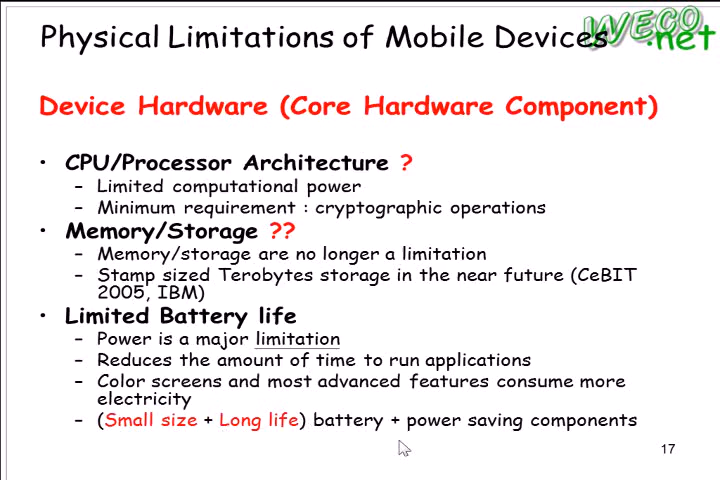 Physical Limitations of Mobile Devices
WECO
.net
Device Hardware (Core Hardware Component)
• CPU/Processor Architecture ?
– Limited computational power
– Minimum requirement : cryptographic operations
• Memory/Storage ??
– Memory/storage are no longer a limitation
– Stamp sized Terobytes storage in the near future (CeBIT
2005, IBM)
• Limited Battery life
– Power is a major limitation
– Reduces the amount of time to run applications
– Color screens and most advanced features consume more
electricity
– (Small size + Long life) battery + power saving components
17